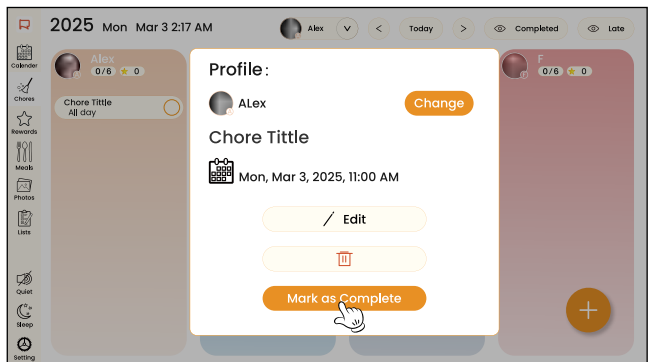 2025 Mon Mar 3 2:17 AM
Alex
Today
Completed
Late
Calender
Chores
Rewards
Meals
Photos
Lists
Quiet
Sleep
Setting
Alex
0/6 0
Chore Tittle
All day
Profile:
ALex
Change
Chore Tittle
Mon, Mar 3, 2025, 11:00 AM
Edit
Mark as Complete
F
0/6 0